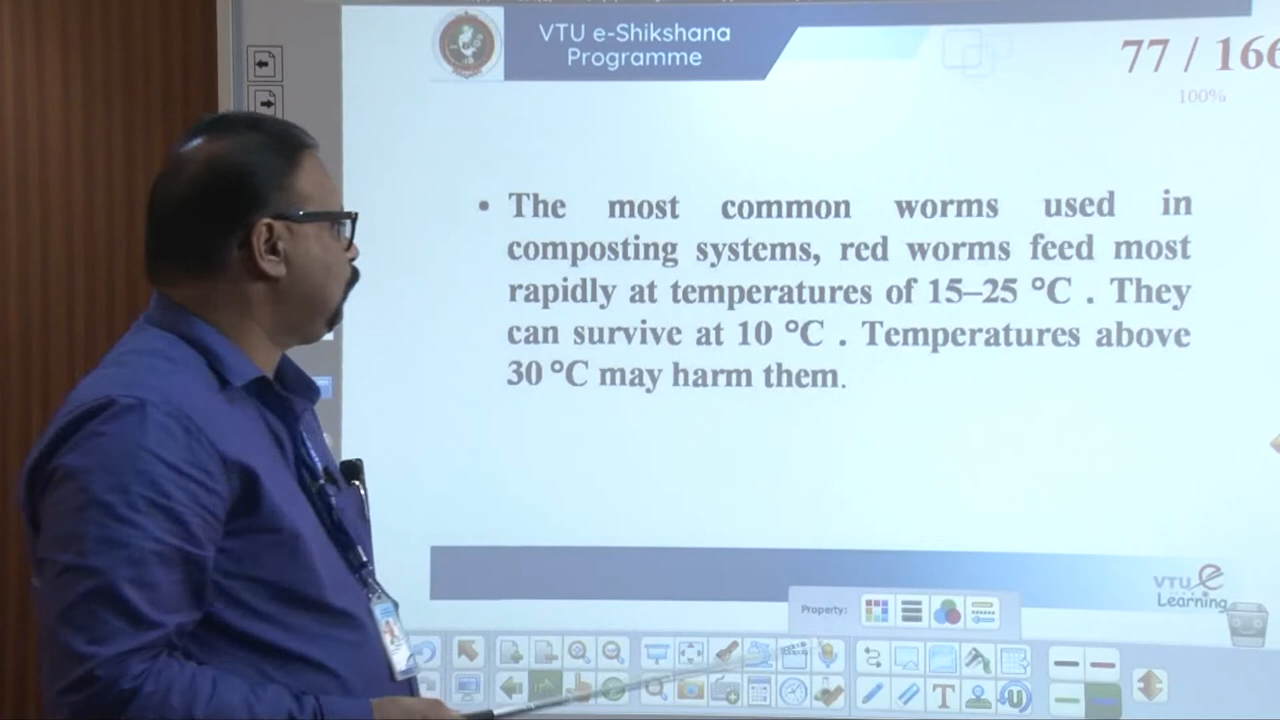 VTU e-Shikshana
Programme
77 / 166
100%
• The most common worms used in
composting systems, red worms feed most
rapidly at temperatures of 15–25 °C . They
can survive at 10 °C . Temperatures above
30 °C may harm them.
VTU e
Learning
Property: